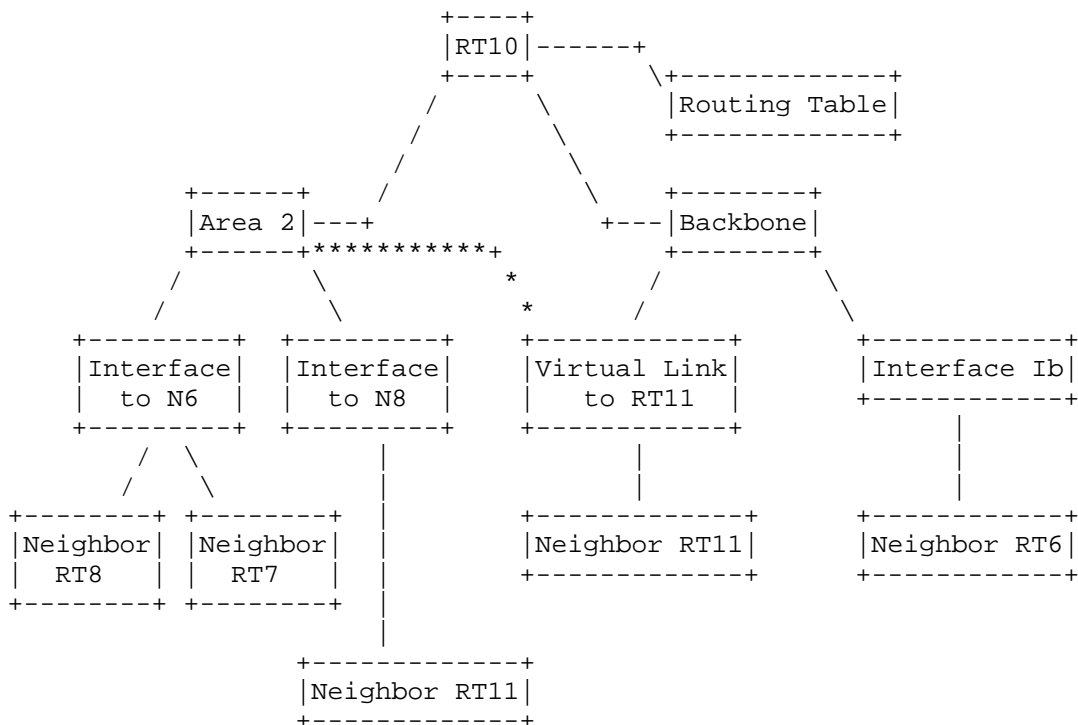 RT10
Routing Table
Area 2
Backbone
Interface to N6
Interface to N8
Virtual Link to RT11
Interface Ib
Neighbor RT8
Neighbor RT7
Neighbor RT11
Neighbor RT6
Neighbor RT11